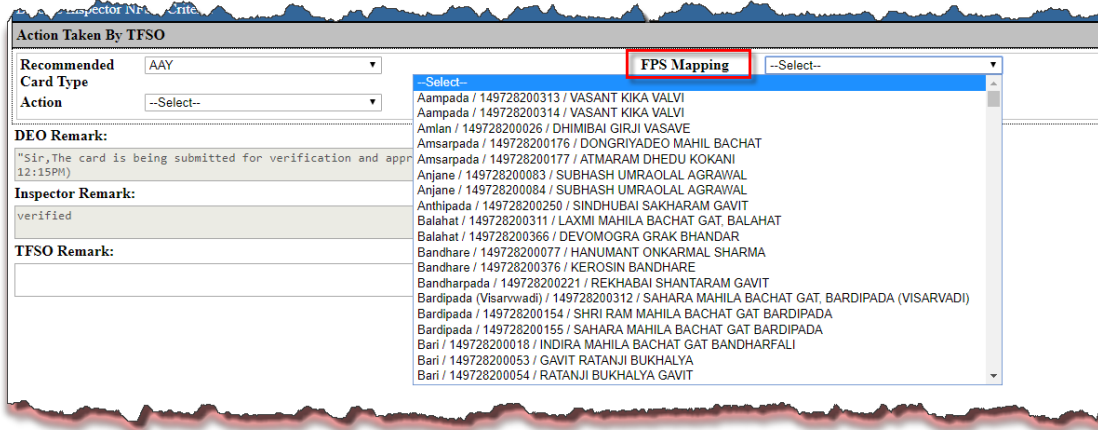 Inspector NFSA Crite
Action Taken By TFSO
Recommended Card Type AAY FPS Mapping --Select--
Action --Select--
--Select--
Aampada / 149728200313 / VASANT KIKA VALVI
Aampada / 149728200314 / VASANT KIKA VALVI
Amlan / 149728200026 / DHIMIBAI GIRJI VASAVE
Amsarpada / 149728200176 / DONGRIYADEO MAHIL BACHAT
Amsarpada / 149728200177 / ATMARAM DHEDU KOKANI
Anjane / 149728200083 / SUBHASH UMRAOLAL AGRAWAL
Anjane / 149728200084 / SUBHASH UMRAOLAL AGRAWAL
Anthipada / 149728200250 / SINDHUBAI SAKHARAM GAVIT
Balahat / 149728200311 / LAXMI MAHILA BACHAT GAT, BALAHAT
Balahat / 149728200366 / DEVOMOGRA GRAK BHANDAR
Bandhare / 149728200077 / HANUMANT ONKARMAL SHARMA
Bandhare / 149728200376 / KEROSIN BANDHARE
Bandharpada / 149728200221 / REKHABAI SHANTARAM GAVIT
Bardipada (Visarvwadi) / 149728200312 / SAHARA MAHILA BACHAT GAT, BARDIPADA (VISARVADI)
Bardipada / 149728200154 / SHRI RAM MAHILA BACHAT GAT BARDIPADA
Bardipada / 149728200155 / SAHARA MAHILA BACHAT GAT BARDIPADA
Bari / 149728200018 / INDIRA MAHILA BACHAT GAT BANDHARFALI
Bari / 149728200053 / GAVIT RATANJI BUKHALYA
Bari / 149728200054 / RATANJI BUKHALYA GAVIT
DEO Remark:
"Sir,The card is being submitted for verification and appr
12:15PM)
Inspector Remark:
verified
TFSO Remark: